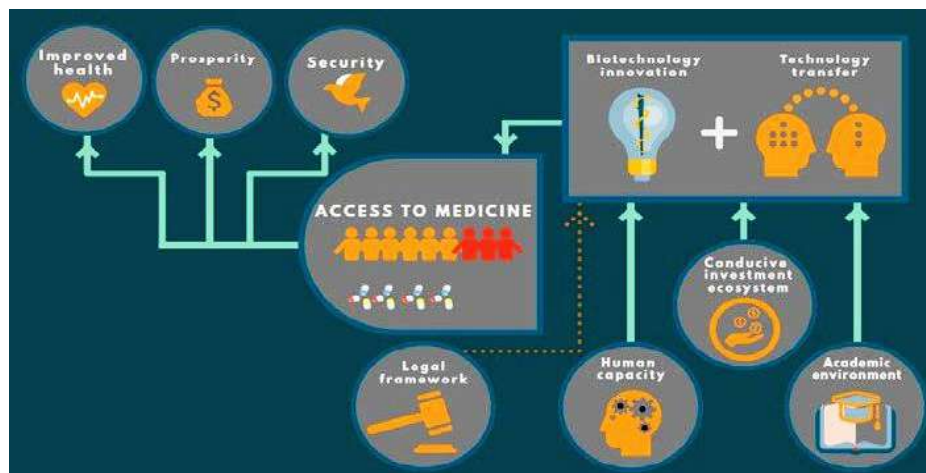 Improved
health
Prosperity
Security
Biotechnology
innovation
Technology
transfer
ACCESS TO MEDICINE
Conducive
investment
ecosystem
Legal
framework
Human
capacity
Academic
environment